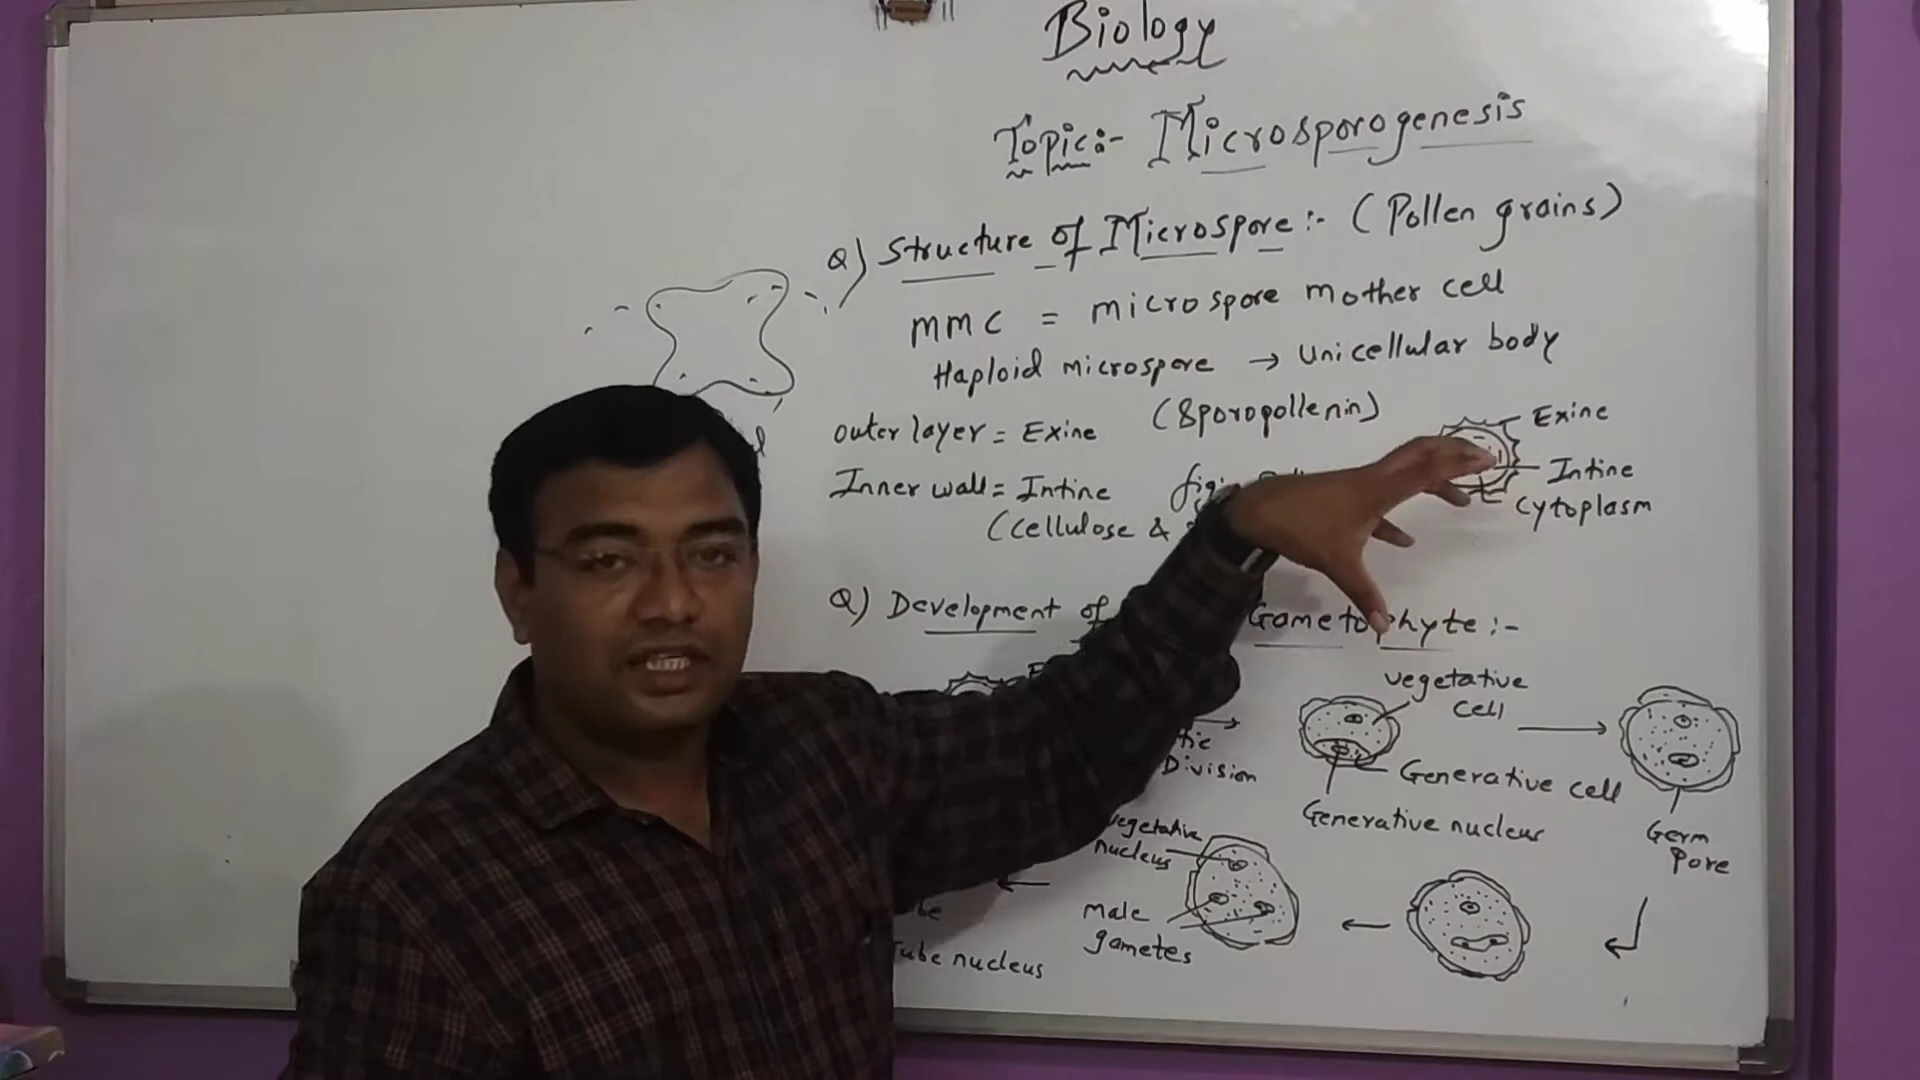 Biology
Topic:- Microsporogenesis
Q) Structure of Microspore:- (Pollen grains)
MMC = microspore mother cell
Haploid microspore → Unicellular body
outer layer = Exine (Sporopollenin)
Exine
Inner wall = Intine fig:-
Intine
(cellulose &
cytoplasm
Q) Development of Gametophyte:-
vegetative
cell
Division
Generative cell
Generative nucleus
Germ
Pore
vegetative
nucleus
male
gametes
Tube nucleus